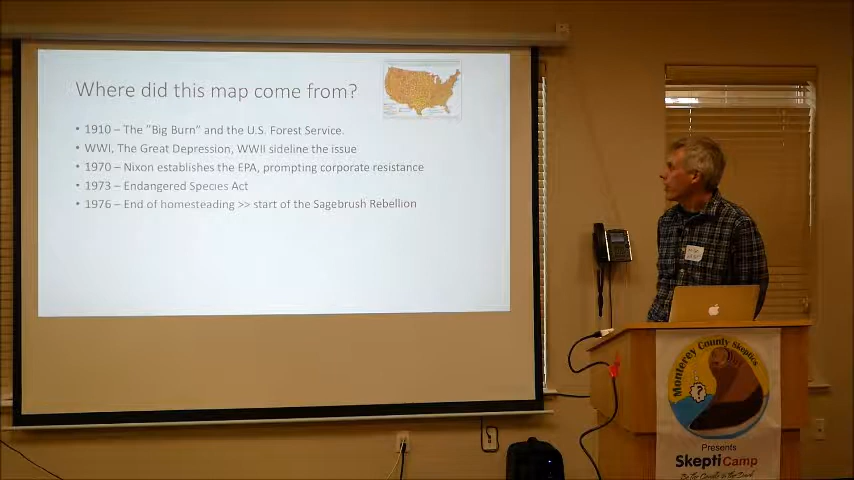 Where did this map come from?
• 1910 – The "Big Burn" and the U.S. Forest Service.
• WWI, The Great Depression, WWII sideline the issue
• 1970 – Nixon establishes the EPA, prompting corporate resistance
• 1973 – Endangered Species Act
• 1976 – End of homesteading >> start of the Sagebrush Rebellion
Monterey County Skeptics
?
Presents
SkeptiCamp